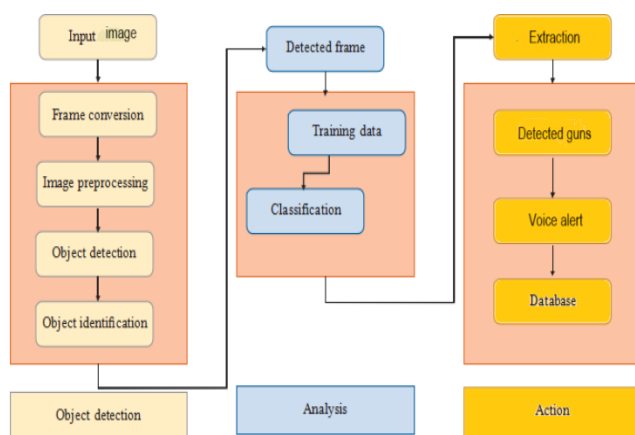 Input image
Frame conversion
Image preprocessing
Object detection
Object identification
Object detection
Detected frame
Training data
Classification
Analysis
Extraction
Detected guns
Voice alert
Database
Action